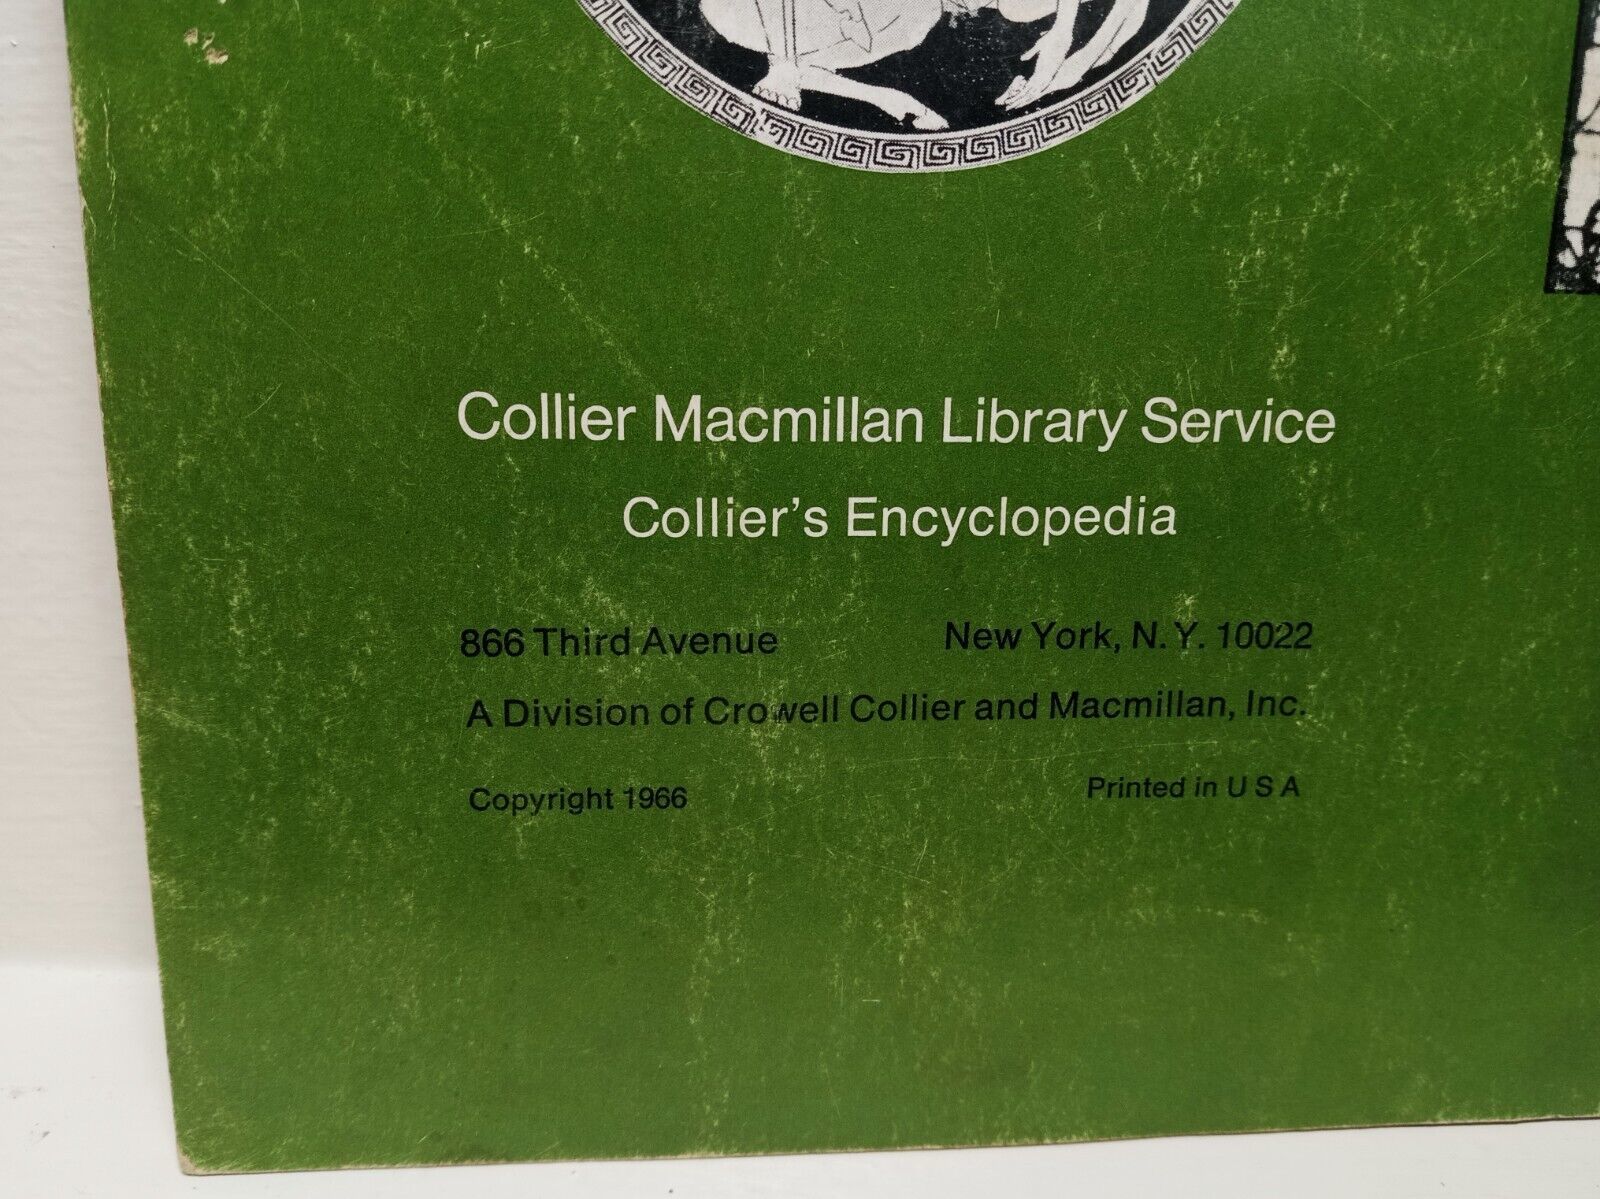 Collier Macmillan Library Service
Collier's Encyclopedia
866 Third Avenue New York, N. Y. 10022
A Division of Crowell Collier and Macmillan, Inc.
Copyright 1966 Printed in U S A